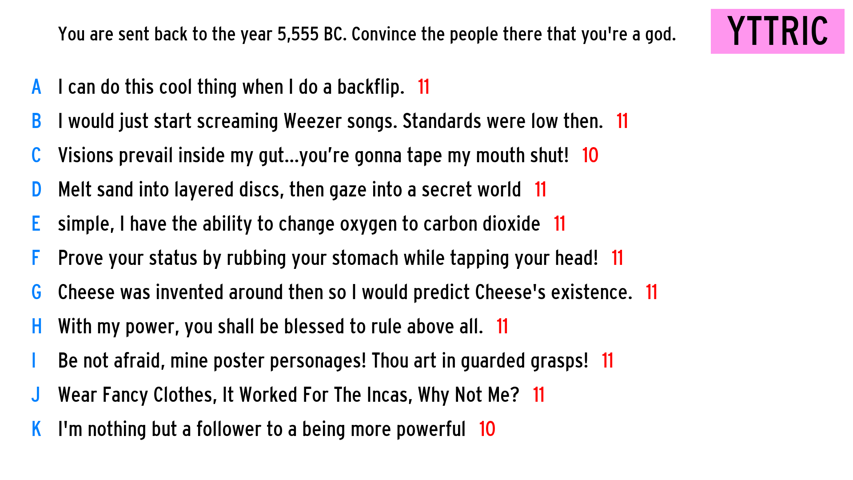 You are sent back to the year 5,555 BC. Convince the people there that you're a god.
YTTRIC
A I can do this cool thing when I do a backflip. 11
B I would just start screaming Weezer songs. Standards were low then. 11
C Visions prevail inside my gut...you’re gonna tape my mouth shut! 10
D Melt sand into layered discs, then gaze into a secret world 11
E simple, I have the ability to change oxygen to carbon dioxide 11
F Prove your status by rubbing your stomach while tapping your head! 11
G Cheese was invented around then so I would predict Cheese's existence. 11
H With my power, you shall be blessed to rule above all. 11
I Be not afraid, mine poster personages! Thou art in guarded grasps! 11
J Wear Fancy Clothes, It Worked For The Incas, Why Not Me? 11
K I'm nothing but a follower to a being more powerful 10